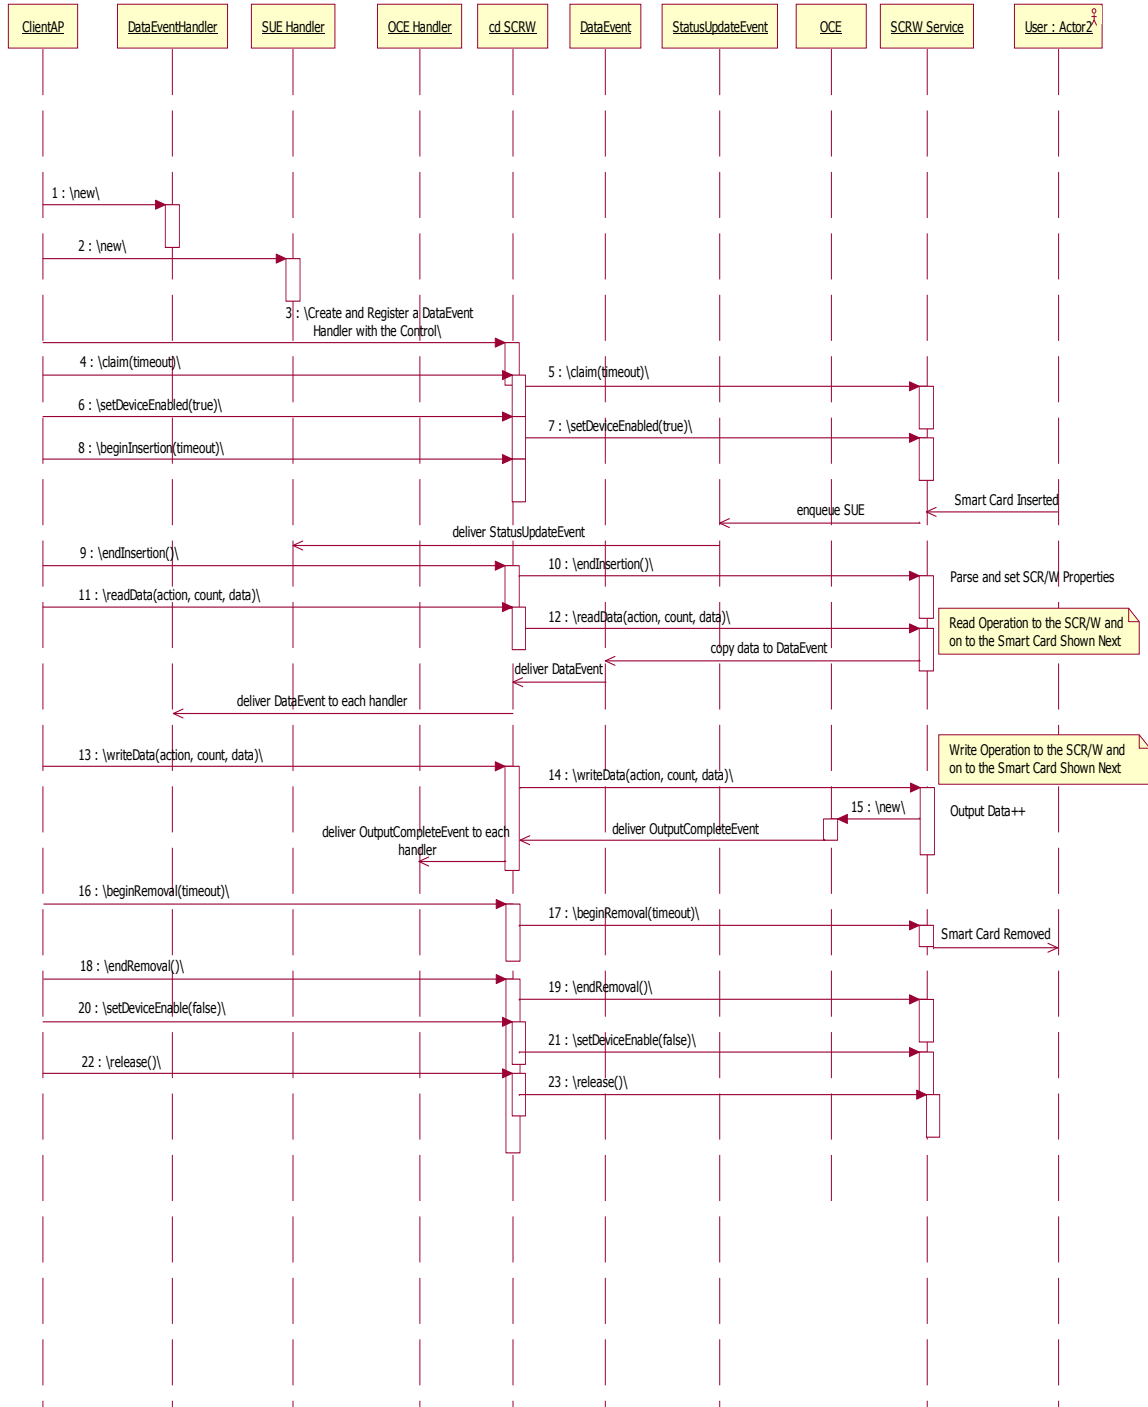 ClientAP
DataEventHandler
SUE Handler
OCE Handler
cd SCRW
DataEvent
StatusUpdateEvent
OCE
SCRW Service
User : Actor2
1 : \new\
2 : \new\
3 : \Create and Register a DataEvent
Handler with the Control\
4 : \claim(timeout)\
5 : \claim(timeout)\
6 : \setDeviceEnabled(true)\
7 : \setDeviceEnabled(true)\
8 : \beginInsertion(timeout)\
Smart Card Inserted
enqueue SUE
deliver StatusUpdateEvent
9 : \endInsertion()\
10 : \endInsertion()\
Parse and set SCR/W Properties
11 : \readData(action, count, data)\
12 : \readData(action, count, data)\
Read Operation to the SCR/W and
on to the Smart Card Shown Next
copy data to DataEvent
deliver DataEvent
deliver DataEvent to each handler
13 : \writeData(action, count, data)\
Write Operation to the SCR/W and
on to the Smart Card Shown Next
14 : \writeData(action, count, data)\
15 : \new\
Output Data++
deliver OutputCompleteEvent
deliver OutputCompleteEvent to each
handler
16 : \beginRemoval(timeout)\
17 : \beginRemoval(timeout)\
Smart Card Removed
18 : \endRemoval()\
19 : \endRemoval()\
20 : \setDeviceEnable(false)\
21 : \setDeviceEnable(false)\
22 : \release()\
23 : \release()\